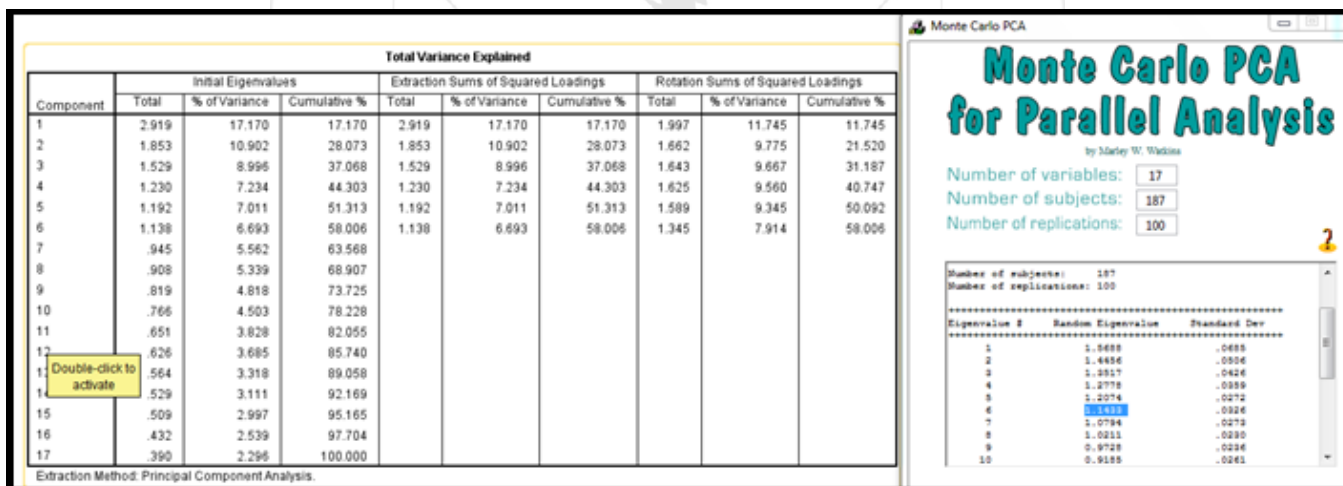 Total Variance Explained
Initial Eigenvalues Extraction Sums of Squared Loadings Rotation Sums of Squared Loadings
Component Total % of Variance Cumulative % Total % of Variance Cumulative % Total % of Variance Cumulative %
1 2.919 17.170 17.170 2.919 17.170 17.170 1.997 11.745 11.745
2 1.853 10.902 28.073 1.853 10.902 28.073 1.662 9.775 21.520
3 1.529 8.996 37.068 1.529 8.996 37.068 1.643 9.667 31.187
4 1.230 7.234 44.303 1.230 7.234 44.303 1.625 9.560 40.747
5 1.192 7.011 51.313 1.192 7.011 51.313 1.589 9.345 50.092
6 1.138 6.693 58.006 1.138 6.693 58.006 1.345 7.914 58.006
7 .945 5.562 63.568
8 .908 5.339 68.907
9 .819 4.818 73.725
10 .766 4.503 78.228
11 .651 3.828 82.055
12 .626 3.685 85.740
.564 3.318 89.058
.529 3.111 92.169
15 .509 2.997 95.165
16 .432 2.539 97.704
17 .390 2.296 100.000
Double-click to
activate
Extraction Method: Principal Component Analysis.
Monte Carlo PCA
Monte Carlo PCA
for Parallel Analysis
by Marley W. Watkins
Number of variables: 17
Number of subjects: 187
Number of replications: 100
?
Number of subjects: 187
Number of replications: 100
++++++++++++++++++++++++++++++++++++++++++++++++
Eigenvalue # Random Eigenvalue Standard Dev
++++++++++++++++++++++++++++++++++++++++++++++++
1 1.5688 .0685
2 1.4456 .0506
3 1.3517 .0426
4 1.2778 .0359
5 1.2074 .0272
6 1.1433 .0326
7 1.0794 .0273
8 1.0211 .0230
9 0.9728 .0236
10 0.9185 .0261